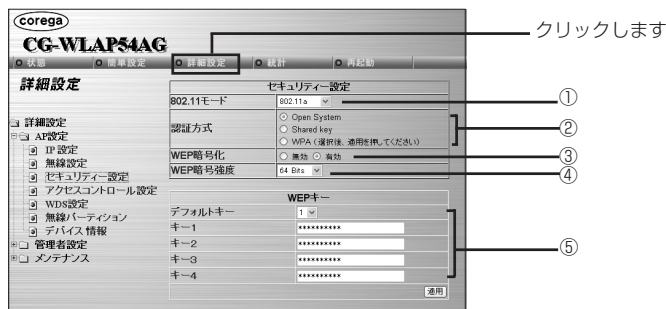 corega
クリックします
CG-WLAP54AG
状態 簡単設定 詳細設定 統計 再起動
詳細設定
詳細設定
AP設定
IP 設定
無線設定
セキュリティー設定
アクセスコントロール設定
WDS設定
無線パーティション
デバイス情報
管理者設定
メンテナンス
セキュリティー設定
802.11モード 802.11a ①
認証方式 Open System
Shared key ②
WPA（選択後、適用を押してください）
WEP暗号化 無効 有効 ③
WEP暗号強度 64 Bits ④
WEPキー
デフォルトキー 1
キー1 **********
キー2 **********
キー3 ********** ⑤
キー4 **********
適用